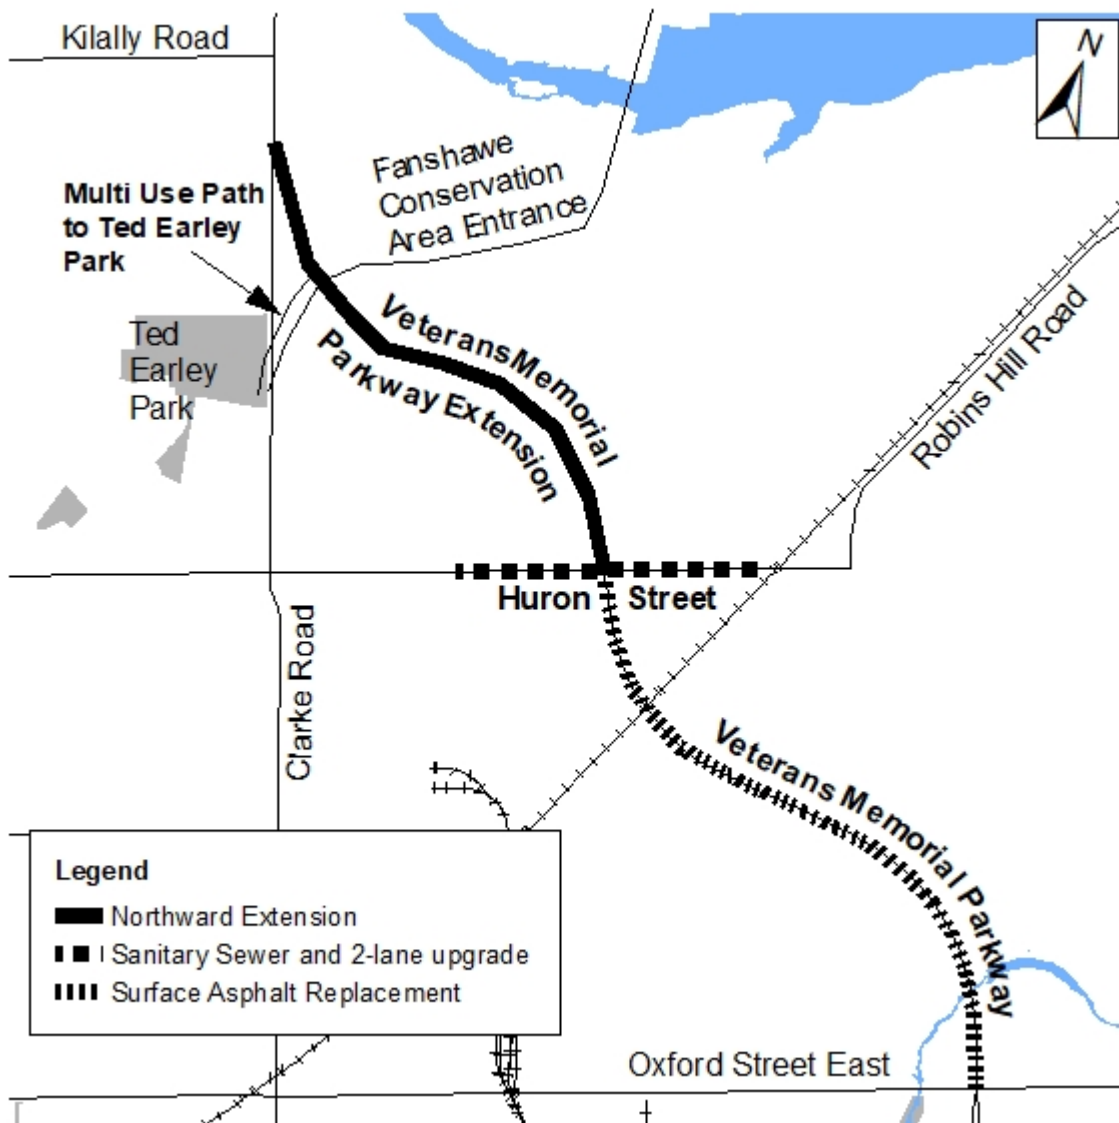 Kilally Road
N
Fanshawe
Conservation
Area Entrance
Multi Use Path
to Ted Earley
Park
Ted
Earley
Park
Veterans Memorial
Parkway Extension
Robins Hill Road
Huron Street
Clarke Road
Veterans Memorial Parkway
Legend
Northward Extension
Sanitary Sewer and 2-lane upgrade
Surface Asphalt Replacement
Oxford Street East